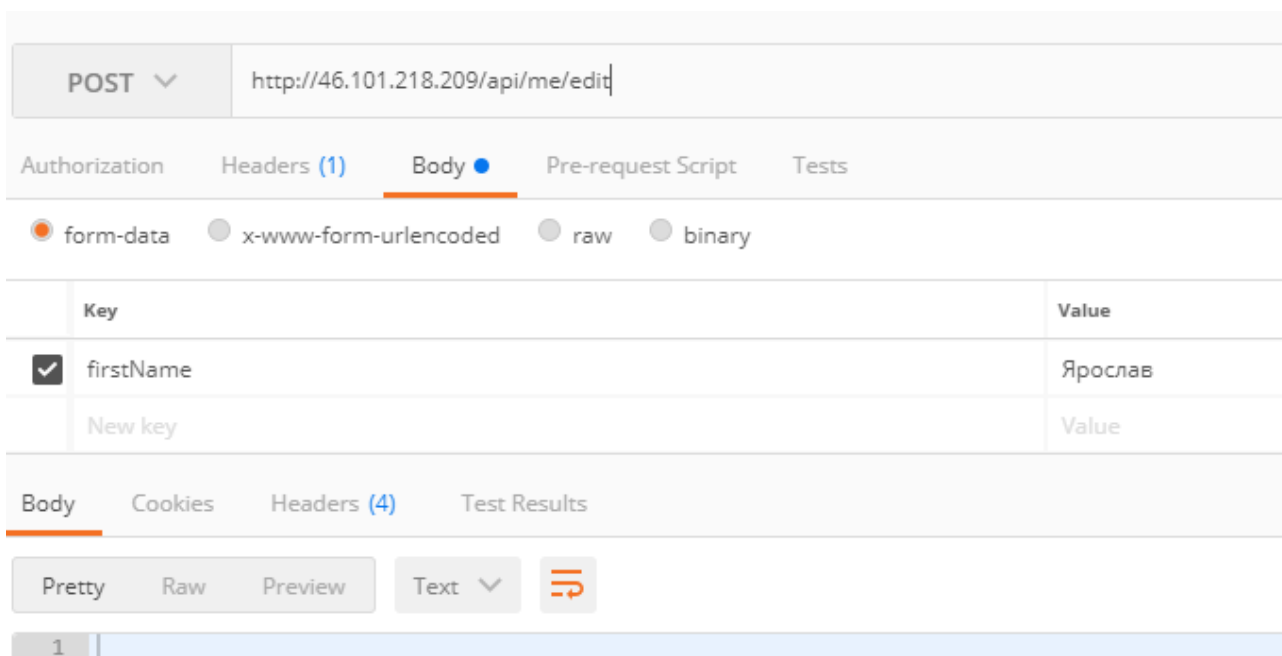 POST http://46.101.218.209/api/me/edit
Authorization Headers (1) Body Pre-request Script Tests
form-data x-www-form-urlencoded raw binary
Key Value
firstName Ярослав
New key Value
Body Cookies Headers (4) Test Results
Pretty Raw Preview Text
1